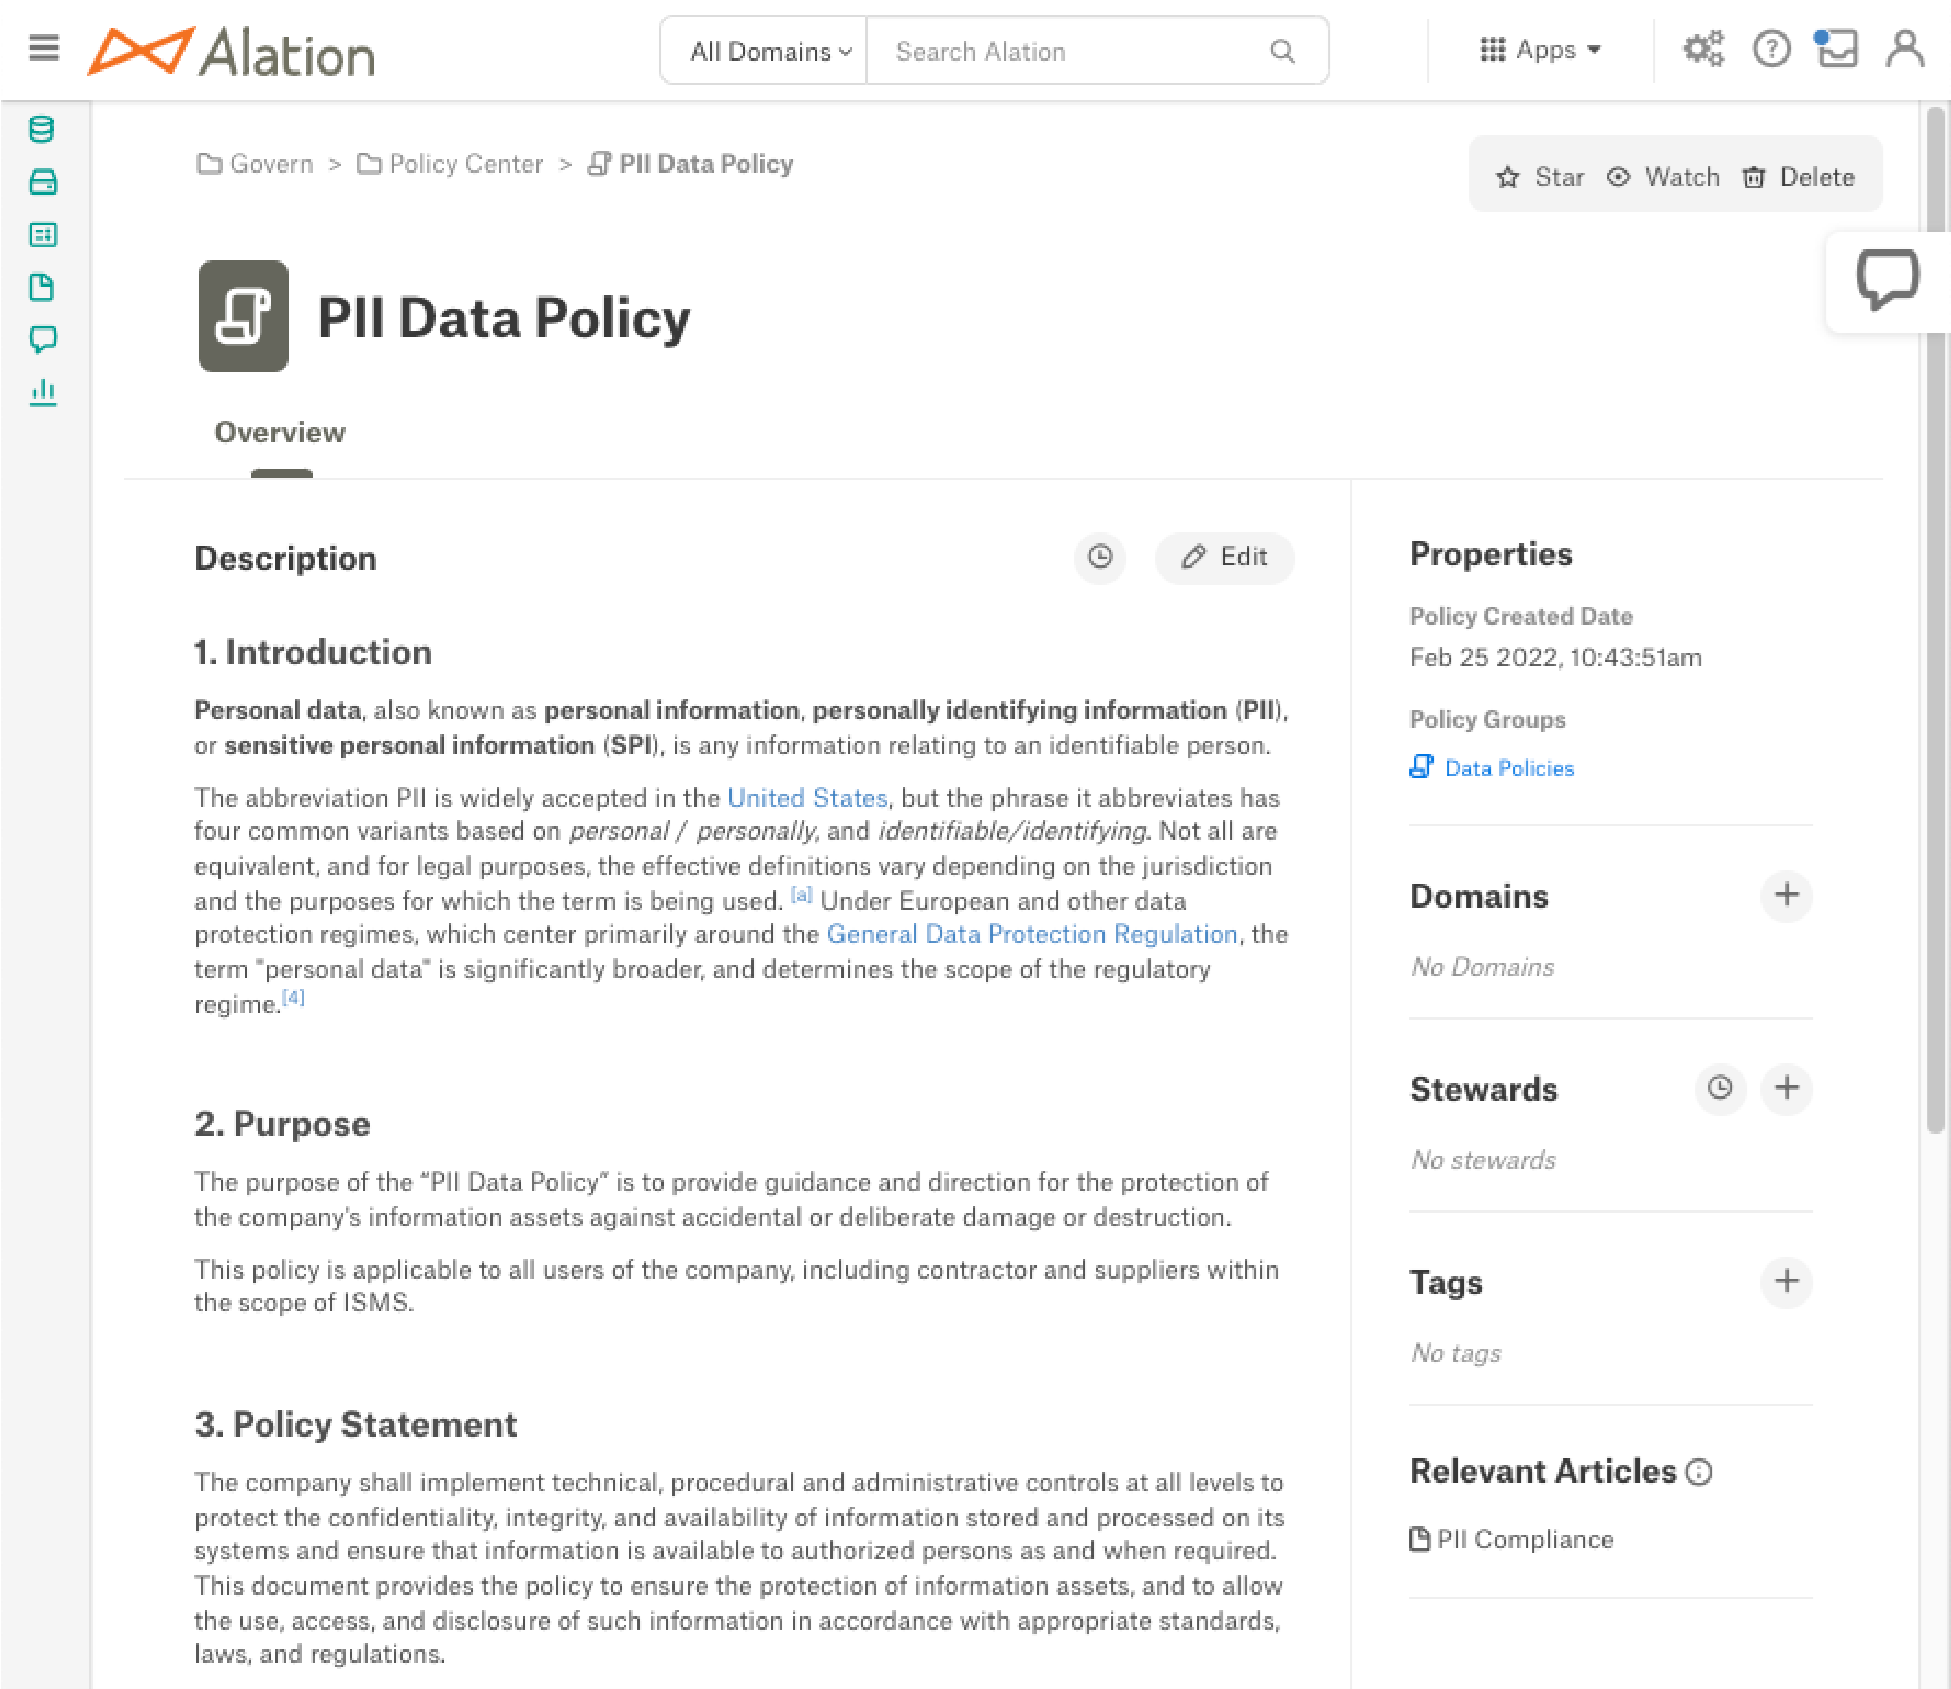 Alation
All Domains
Search Alation
Apps
Govern > Policy Center > PII Data Policy
Star Watch Delete
PII Data Policy
Overview
Description
Edit
1. Introduction
Personal data, also known as personal information, personally identifying information (PII),
or sensitive personal information (SPI), is any information relating to an identifiable person.
The abbreviation PII is widely accepted in the United States, but the phrase it abbreviates has
four common variants based on personal / personally, and identifiable/identifying. Not all are
equivalent, and for legal purposes, the effective definitions vary depending on the jurisdiction
and the purposes for which the term is being used. [a] Under European and other data
protection regimes, which center primarily around the General Data Protection Regulation, the
term "personal data" is significantly broader, and determines the scope of the regulatory
regime.[4]
2. Purpose
The purpose of the “PII Data Policy” is to provide guidance and direction for the protection of
the company's information assets against accidental or deliberate damage or destruction.
This policy is applicable to all users of the company, including contractor and suppliers within
the scope of ISMS.
3. Policy Statement
The company shall implement technical, procedural and administrative controls at all levels to
protect the confidentiality, integrity, and availability of information stored and processed on its
systems and ensure that information is available to authorized persons as and when required.
This document provides the policy to ensure the protection of information assets, and to allow
the use, access, and disclosure of such information in accordance with appropriate standards,
laws, and regulations.
Properties
Policy Created Date
Feb 25 2022, 10:43:51am
Policy Groups
Data Policies
Domains
No Domains
Stewards
No stewards
Tags
No tags
Relevant Articles
PII Compliance